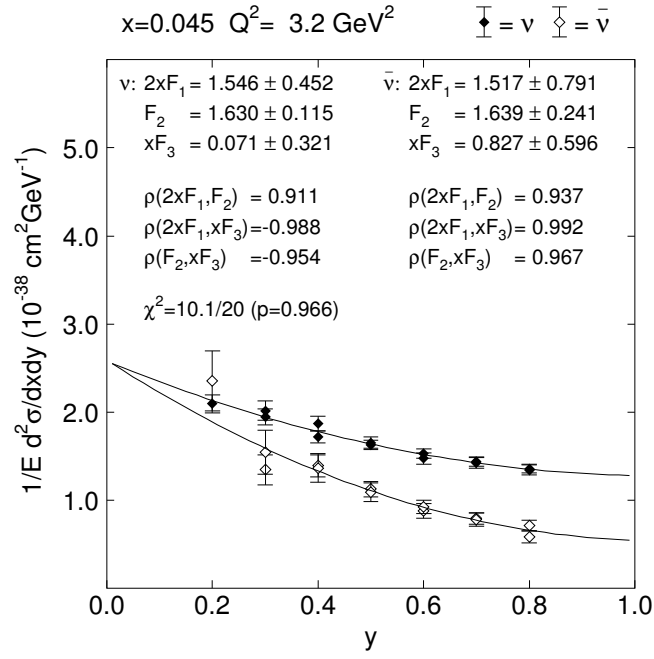 x=0.045 Q²= 3.2 GeV² = ν = ν̄
ν: 2xF₁= 1.546 ± 0.452 ν̄: 2xF₁= 1.517 ± 0.791
F₂ = 1.630 ± 0.115 F₂ = 1.639 ± 0.241
xF₃ = 0.071 ± 0.321 xF₃ = 0.827 ± 0.596
ρ(2xF₁,F₂) = 0.911 ρ(2xF₁,F₂) = 0.937
ρ(2xF₁,xF₃)=-0.988 ρ(2xF₁,xF₃)= 0.992
ρ(F₂,xF₃) =-0.954 ρ(F₂,xF₃) = 0.967
χ²=10.1/20 (p=0.966)
1/E d²σ/dxdy (10⁻³⁸ cm²GeV⁻¹)
5.0
4.0
3.0
2.0
1.0
0.0 0.2 0.4 0.6 0.8 1.0
y